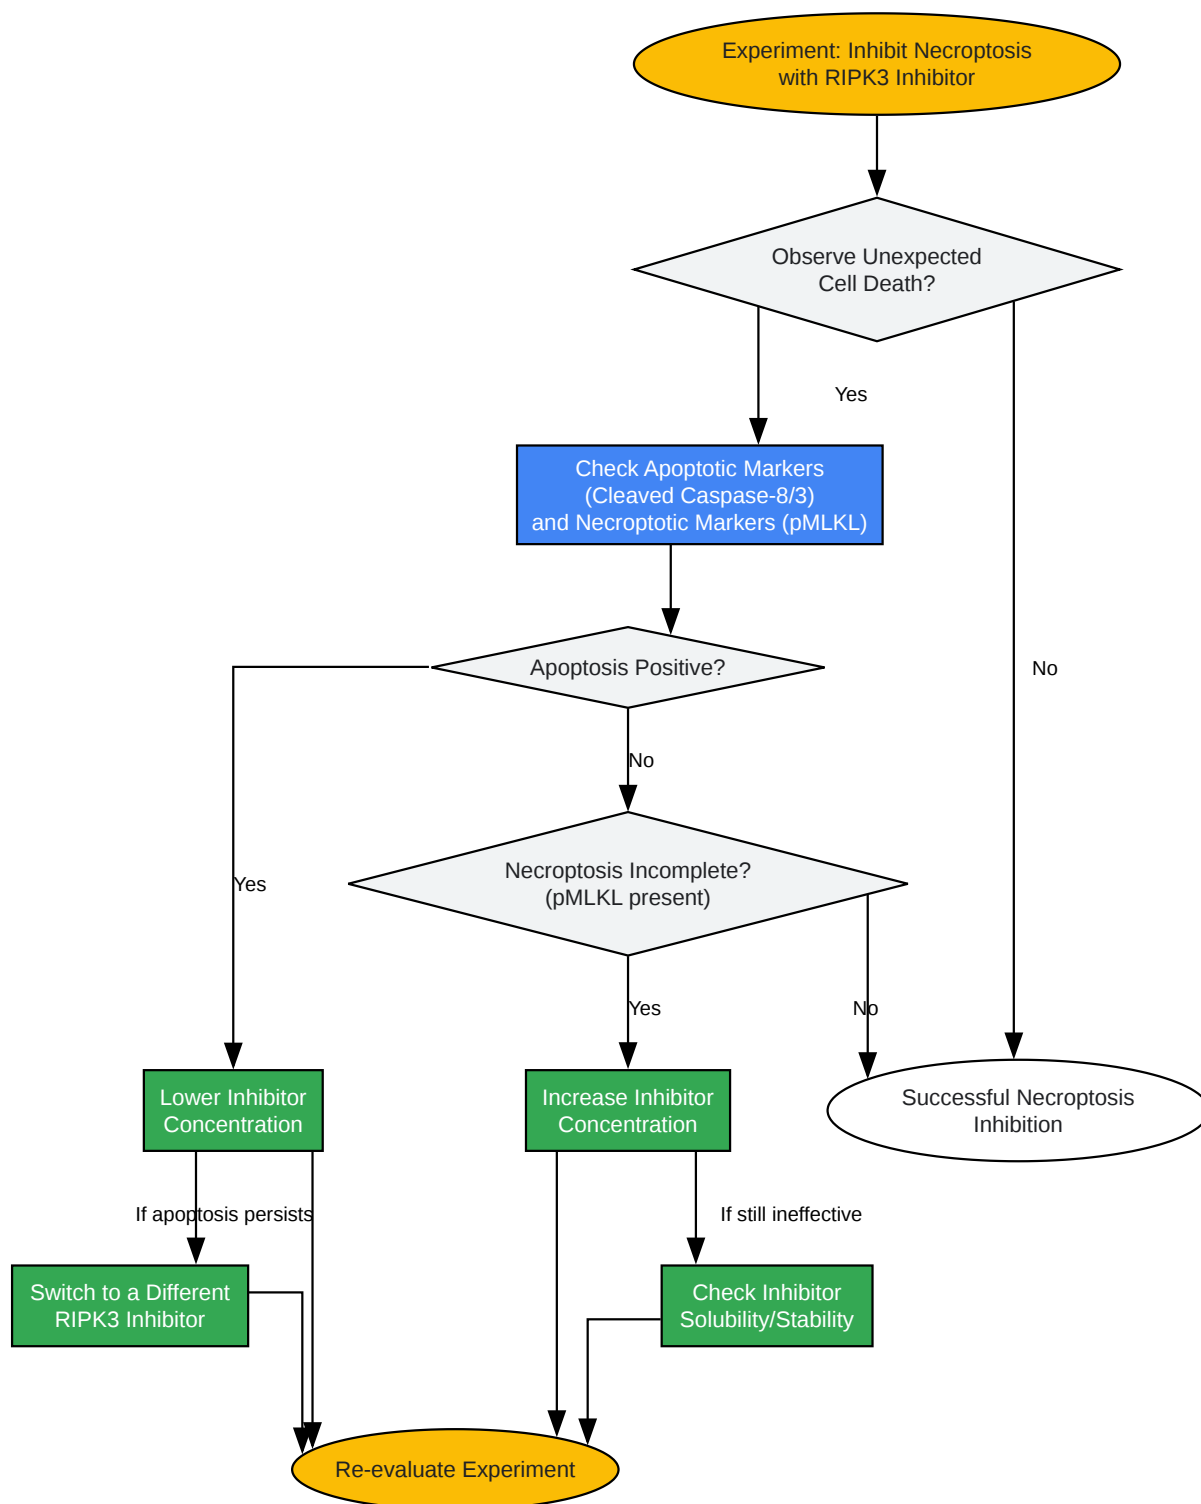 Experiment: Inhibit Necroptosis
with RIPK3 Inhibitor
Observe Unexpected
Cell Death?
Yes
Check Apoptotic Markers
(Cleaved Caspase-8/3)
and Necroptotic Markers (pMLKL)
Apoptosis Positive?
No
No
Necroptosis Incomplete?
(pMLKL present)
Yes
Yes
No
Lower Inhibitor
Concentration
Increase Inhibitor
Concentration
Successful Necroptosis
Inhibition
If apoptosis persists
If still ineffective
Switch to a Different
RIPK3 Inhibitor
Check Inhibitor
Solubility/Stability
Re-evaluate Experiment